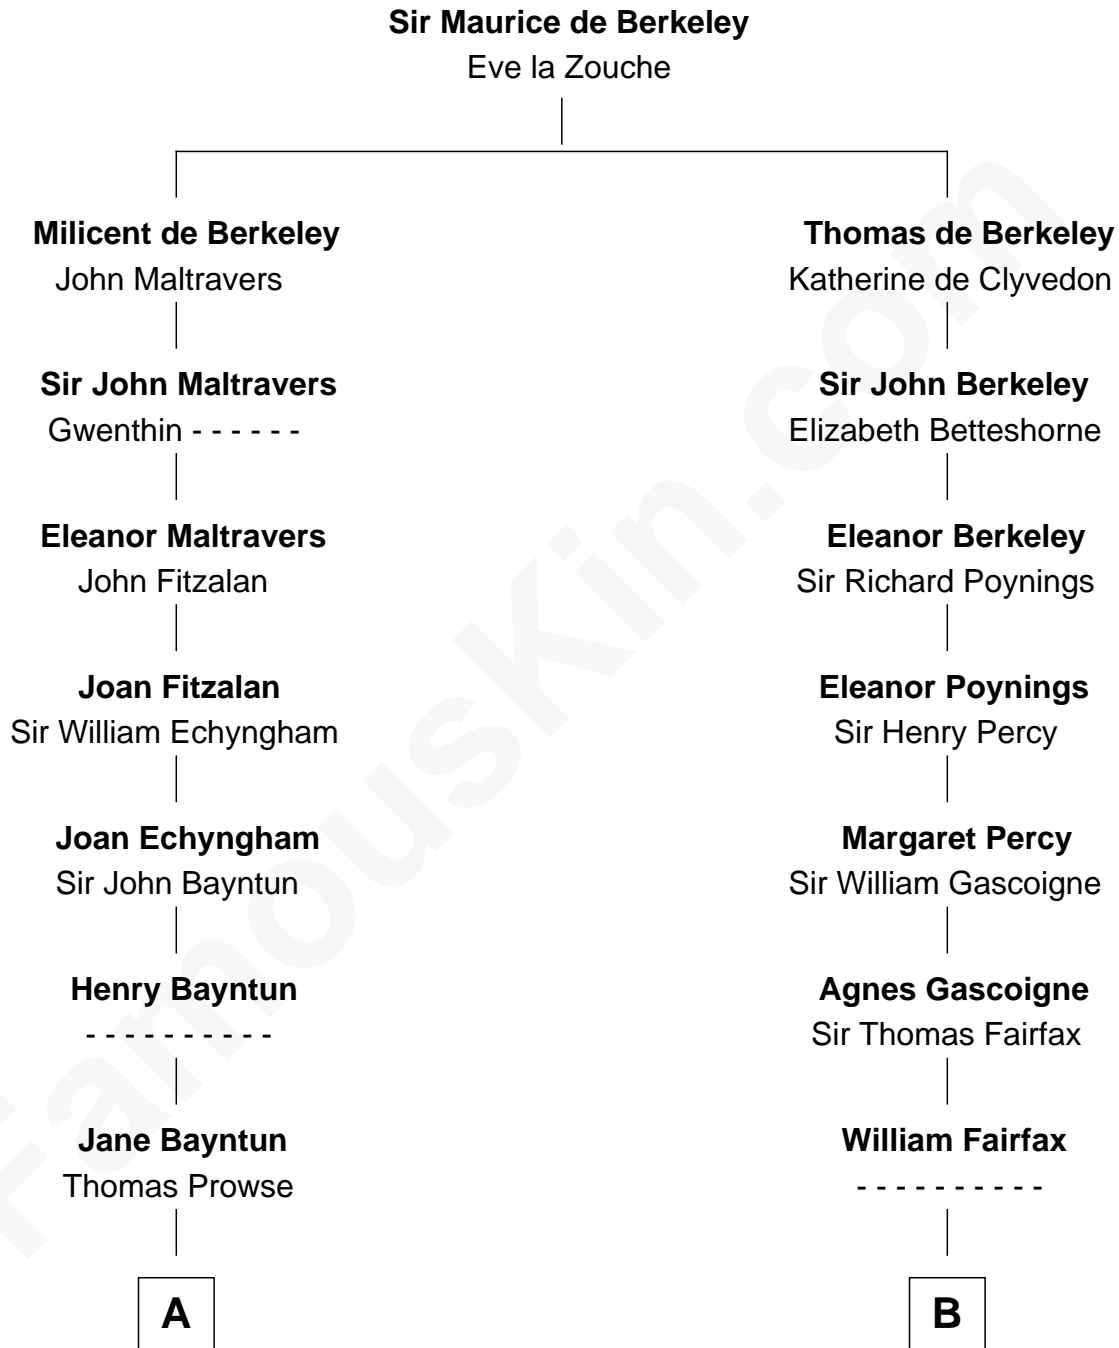 Sir Maurice de Berkeley
Eve la Zouche
Milicent de Berkeley
John Maltravers
Thomas de Berkeley
Katherine de Clyvedon
Sir John Maltravers
Gwenthin - - - - - -
Sir John Berkeley
Elizabeth Betteshorne
Eleanor Maltravers
John Fitzalan
Eleanor Berkeley
Sir Richard Poynings
Joan Fitzalan
Sir William Echyngham
Eleanor Poynings
Sir Henry Percy
Joan Echyngham
Sir John Bayntun
Margaret Percy
Sir William Gascoigne
Henry Bayntun
- - - - - - - - - -
Agnes Gascoigne
Sir Thomas Fairfax
Jane Bayntun
Thomas Prowse
William Fairfax
- - - - - - - - - -
A
B
FamousKin.com